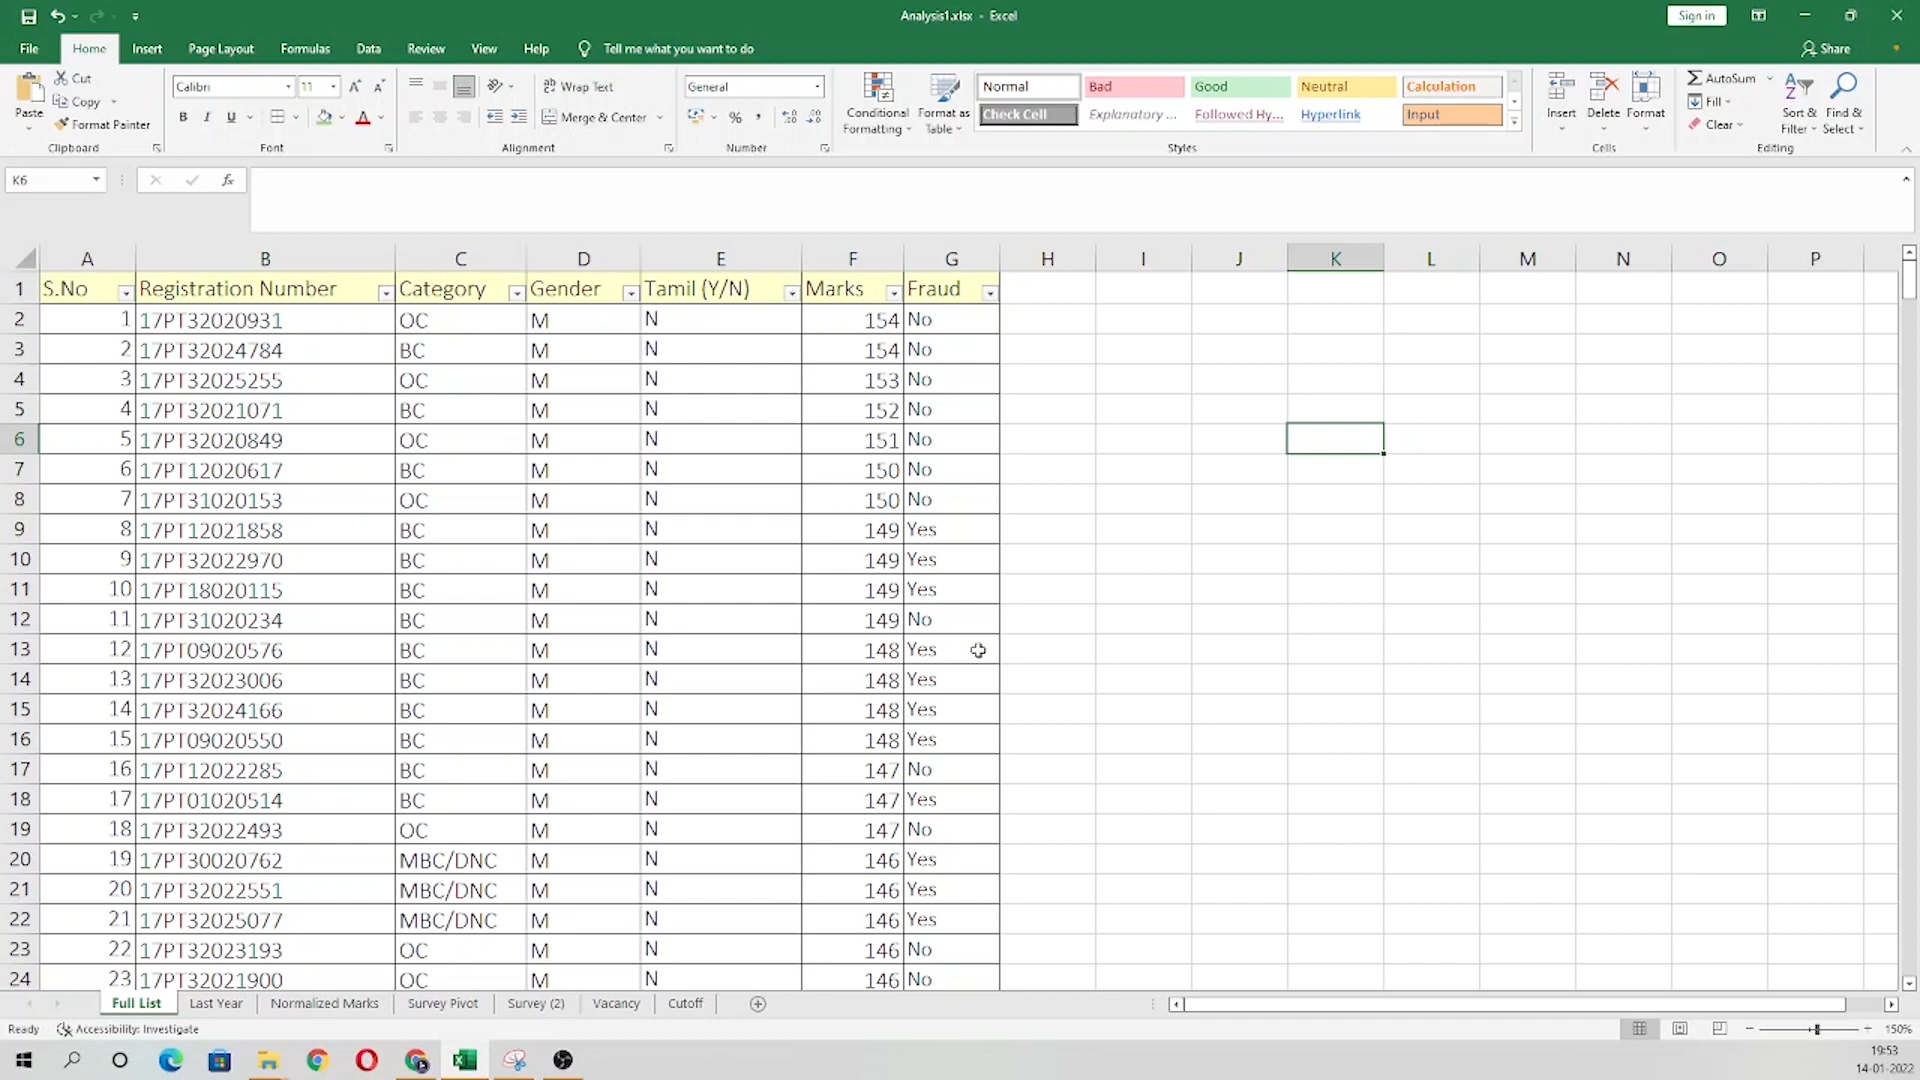 Analysis1.xlsx - Excel
Sign in
File Home Insert Page Layout Formulas Data Review View Help Tell me what you want to do Share
Paste
Cut
Copy
Format Painter
Clipboard
Calibri 11
B I U
Font
Wrap Text
Merge & Center
Alignment
General
%
Number
Conditional Formatting
Format as Table
Normal Bad Good Neutral Calculation
Check Cell Explanatory ... Followed Hy... Hyperlink Input
Styles
Insert Delete Format
Cells
AutoSum
Fill
Clear
Sort & Filter
Find & Select
Editing
K6
fx
A B C D E F G H I J K L M N O P
1 S.No Registration Number Category Gender Tamil (Y/N) Marks Fraud
2 1 17PT32020931 OC M N 154 No
3 2 17PT32024784 BC M N 154 No
4 3 17PT32025255 OC M N 153 No
5 4 17PT32021071 BC M N 152 No
6 5 17PT32020849 OC M N 151 No
7 6 17PT12020617 BC M N 150 No
8 7 17PT31020153 OC M N 150 No
9 8 17PT12021858 BC M N 149 Yes
10 9 17PT32022970 BC M N 149 Yes
11 10 17PT18020115 BC M N 149 Yes
12 11 17PT31020234 BC M N 149 No
13 12 17PT09020576 BC M N 148 Yes
14 13 17PT32023006 BC M N 148 Yes
15 14 17PT32024166 BC M N 148 Yes
16 15 17PT09020550 BC M N 148 Yes
17 16 17PT12022285 BC M N 147 No
18 17 17PT01020514 BC M N 147 Yes
19 18 17PT32022493 OC M N 147 No
20 19 17PT30020762 MBC/DNC M N 146 Yes
21 20 17PT32022551 MBC/DNC M N 146 Yes
22 21 17PT32025077 MBC/DNC M N 146 Yes
23 22 17PT32023193 OC M N 146 No
24 23 17PT32021900 OC M N 146 No
Full List Last Year Normalized Marks Survey Pivot Survey (2) Vacancy Cutoff
Ready Accessibility: Investigate 150%
19:53
14-01-2022